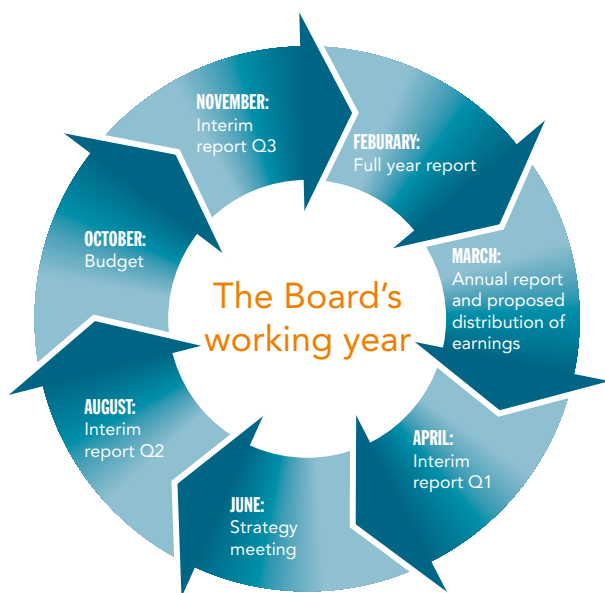 The Board's
working year
NOVEMBER:
Interim
report Q3
FEBURARY:
Full year report
MARCH:
Annual report
and proposed
distribution of
earnings
APRIL:
Interim
report Q1
JUNE:
Strategy
meeting
AUGUST:
Interim
report Q2
OCTOBER:
Budget